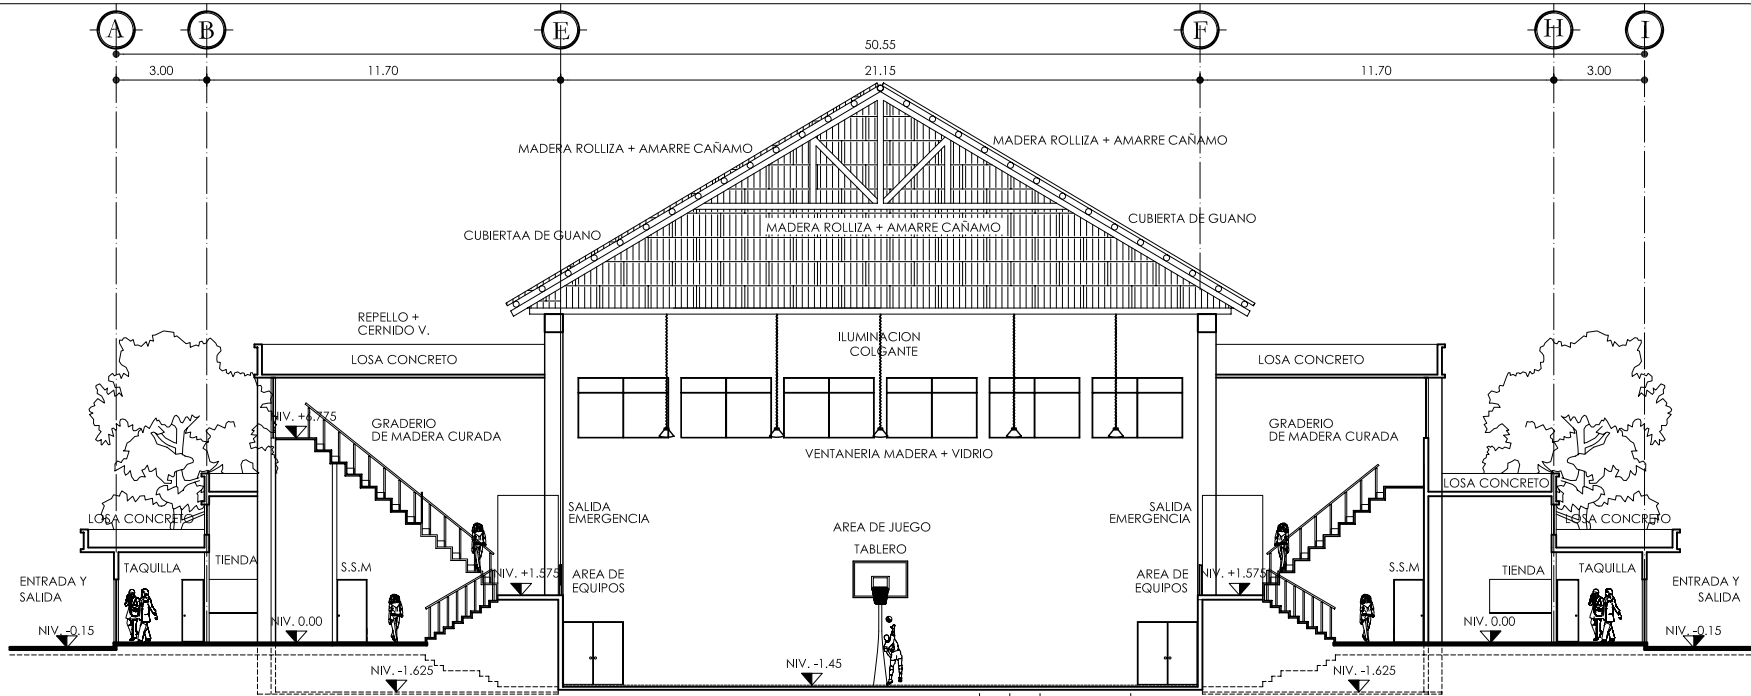 A B E F H I
50.55
3.00 11.70 21.15 11.70 3.00
MADERA ROLLIZA + AMARRE CAÑAMO
MADERA ROLLIZA + AMARRE CAÑAMO
CUBIERTAA DE GUANO
MADERA ROLLIZA + AMARRE CAÑAMO
CUBIERTA DE GUANO
REPELLO +
CERNIDO V.
ILUMINACION
COLGANTE
LOSA CONCRETO
LOSA CONCRETO
NIV. +6.775
GRADERIO
DE MADERA CURADA
GRADERIO
DE MADERA CURADA
VENTANERIA MADERA + VIDRIO
LOSA CONCRETO
LOSA CONCRETO
LOSA CONCRETO
SALIDA
EMERGENCIA
SALIDA
EMERGENCIA
AREA DE JUEGO
TABLERO
ENTRADA Y
SALIDA
TAQUILLA
TIENDA
S.S.M
NIV. +1.575
AREA DE
EQUIPOS
AREA DE
EQUIPOS
NIV. +1.575
S.S.M
TIENDA
TAQUILLA
ENTRADA Y
SALIDA
NIV. -0.15
NIV. 0.00
NIV. 0.00
NIV. -0.15
NIV. -1.625
NIV. -1.45
NIV. -1.625